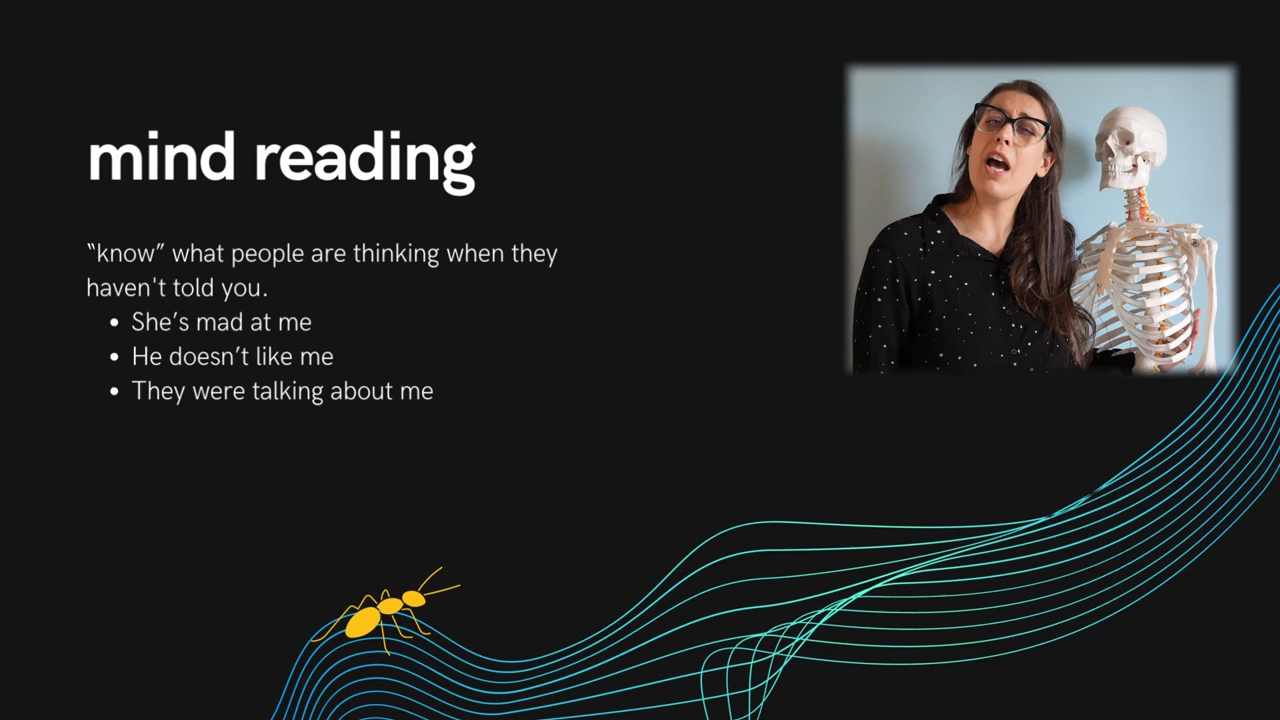 mind reading
“know” what people are thinking when they
haven't told you.
• She’s mad at me
• He doesn’t like me
• They were talking about me